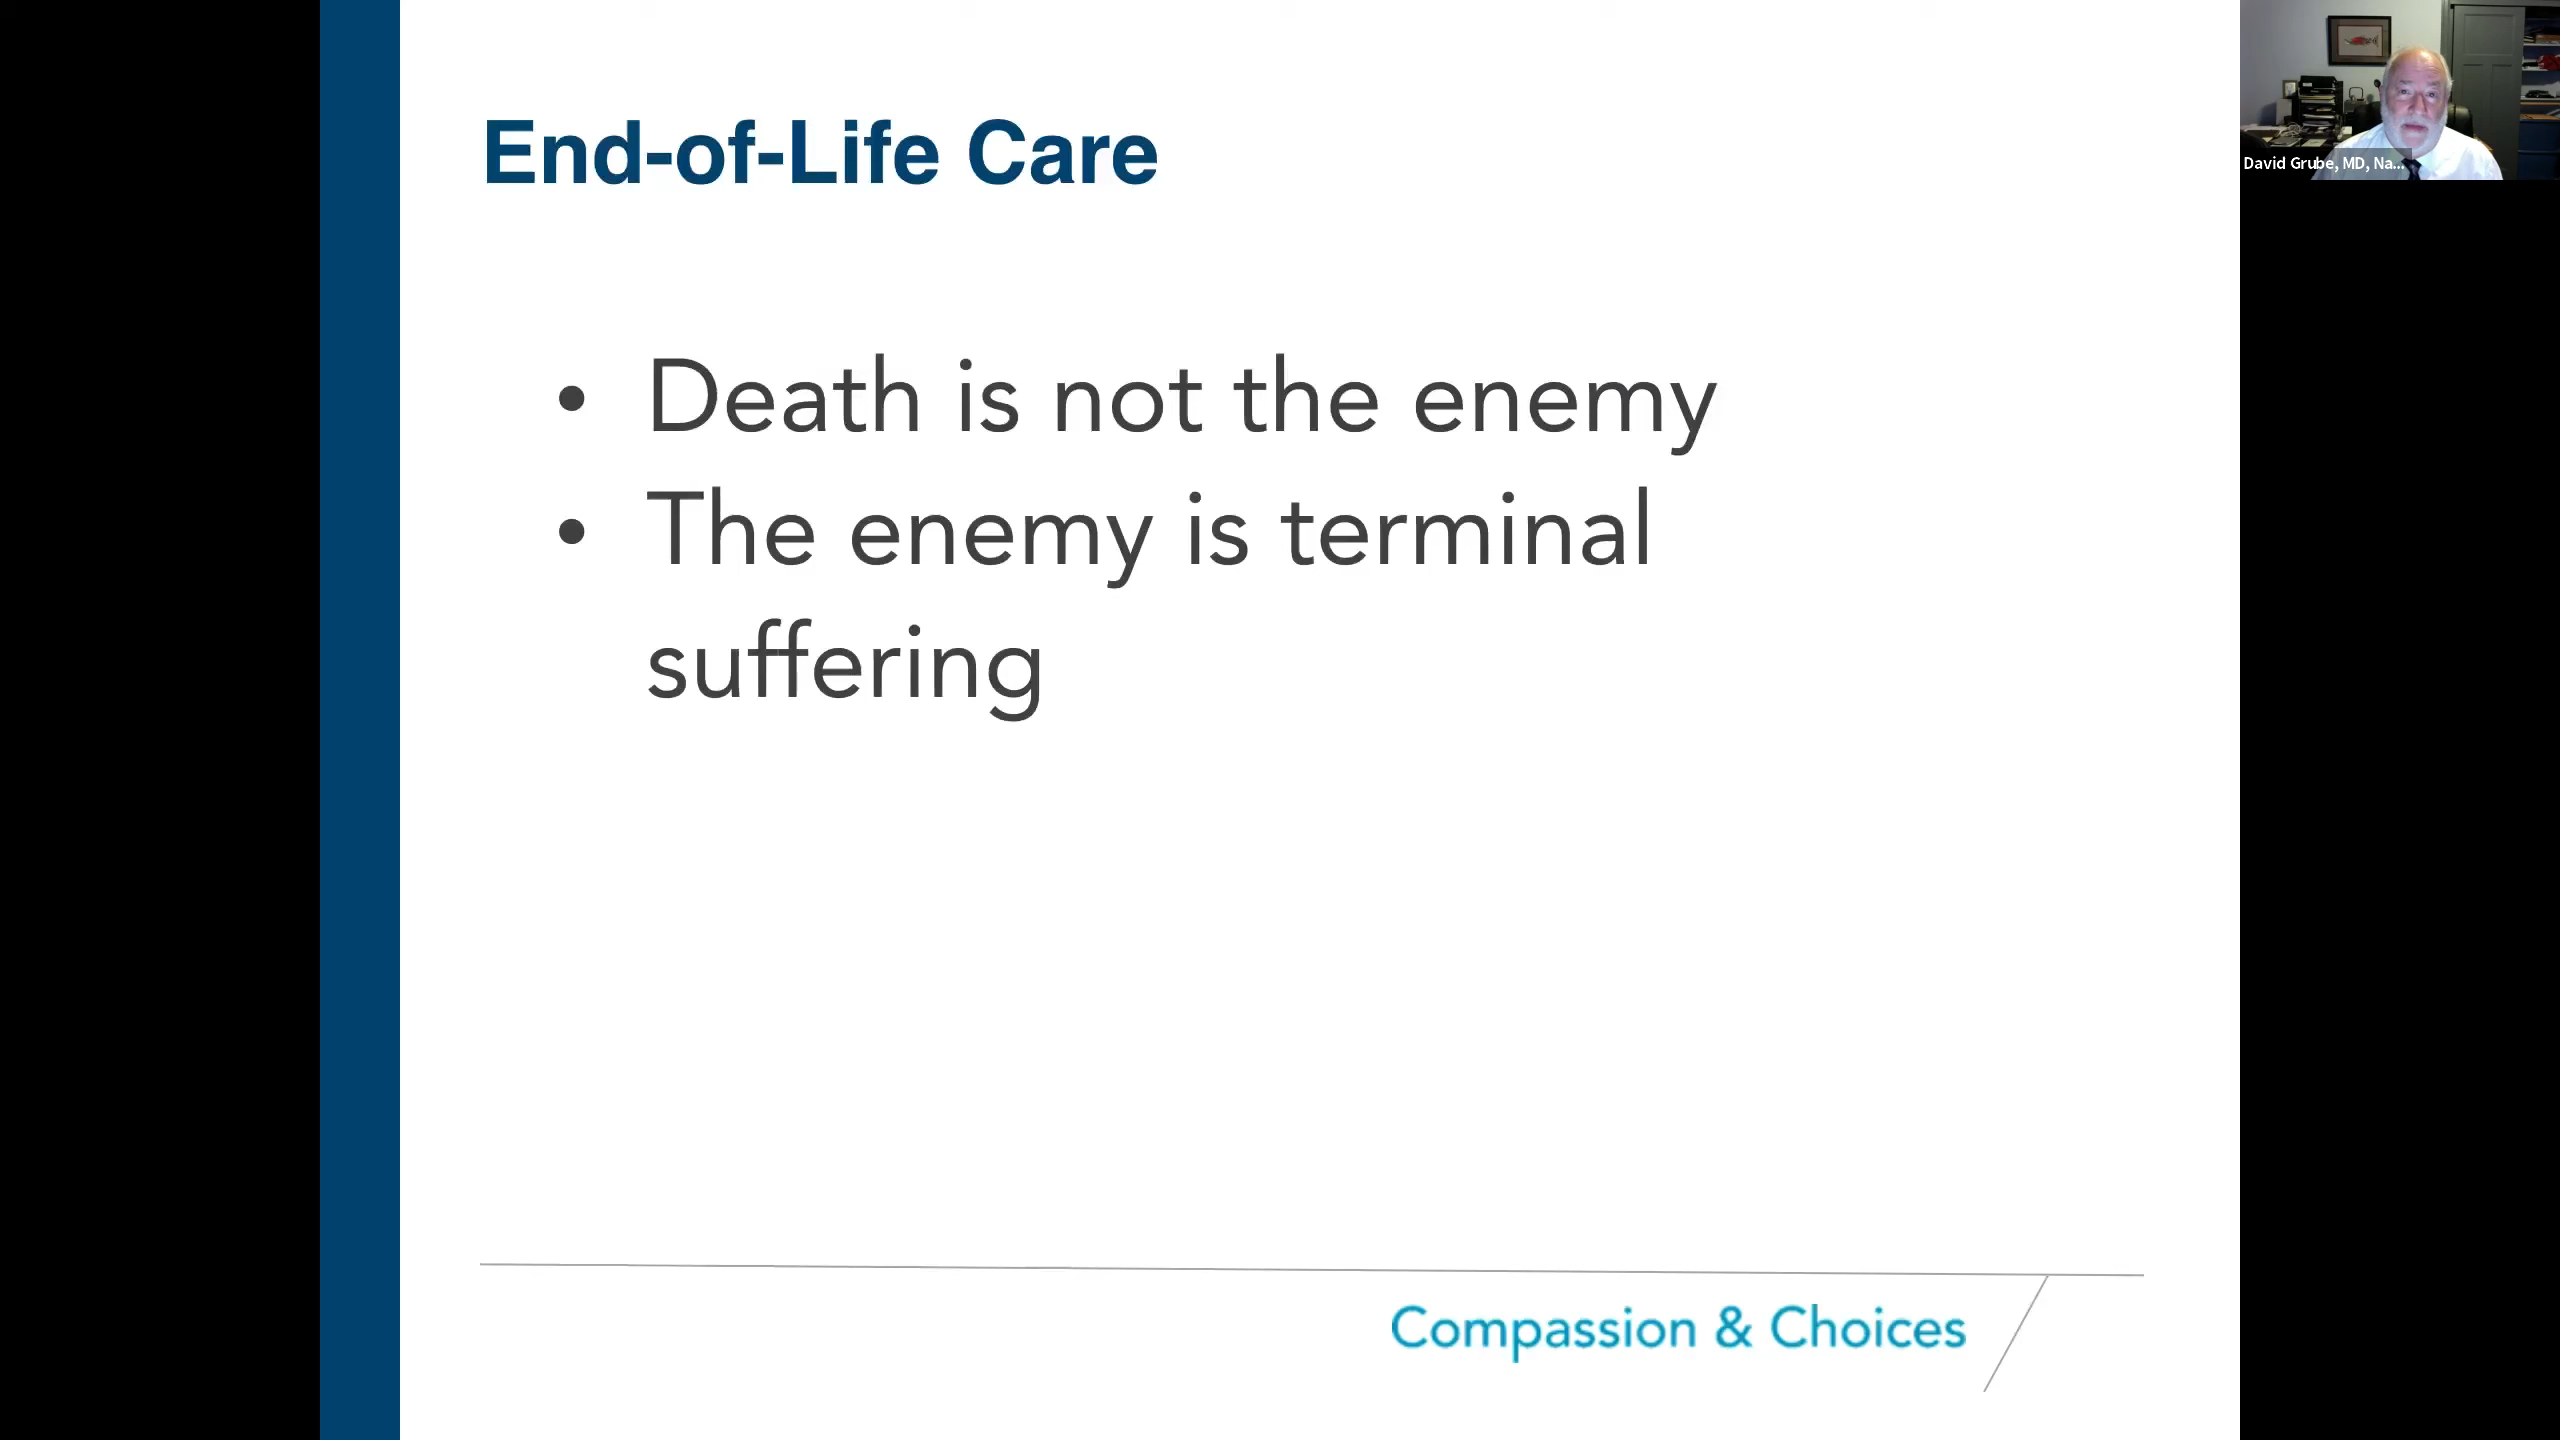 End-of-Life Care
• Death is not the enemy
• The enemy is terminal
suffering
Compassion & Choices
David Grube, MD, Na...